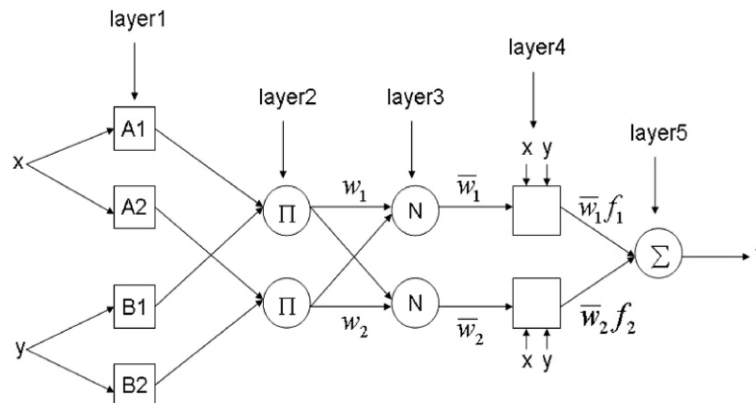 layer1
layer2
layer3
layer4
layer5
x
A1
A2
y
B1
B2
Π
Π
w₁
w₂
N
N
w̅₁
w̅₂
x y
x y
w̅₁f₁
w̅₂f₂
Σ